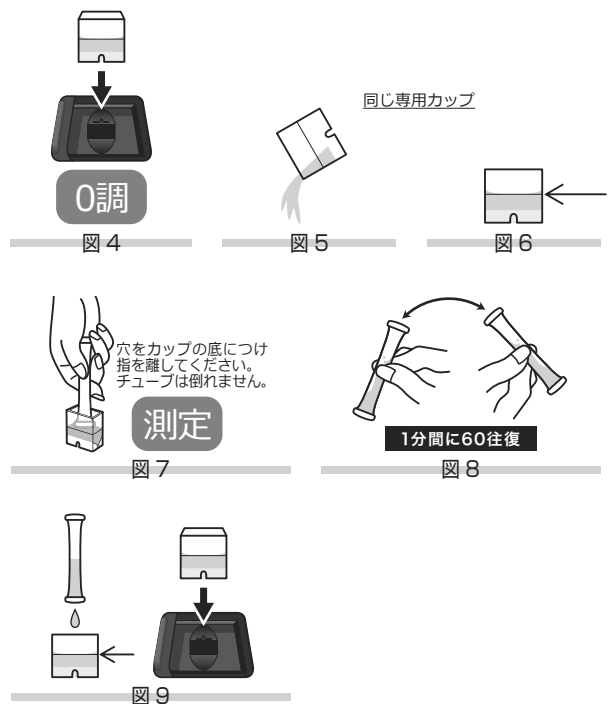 0調
図4
同じ専用カップ
図5
図6
穴をカップの底につけ
指を離してください。
チューブは倒れません。
測定
図7
1分間に60往復
図8
図9